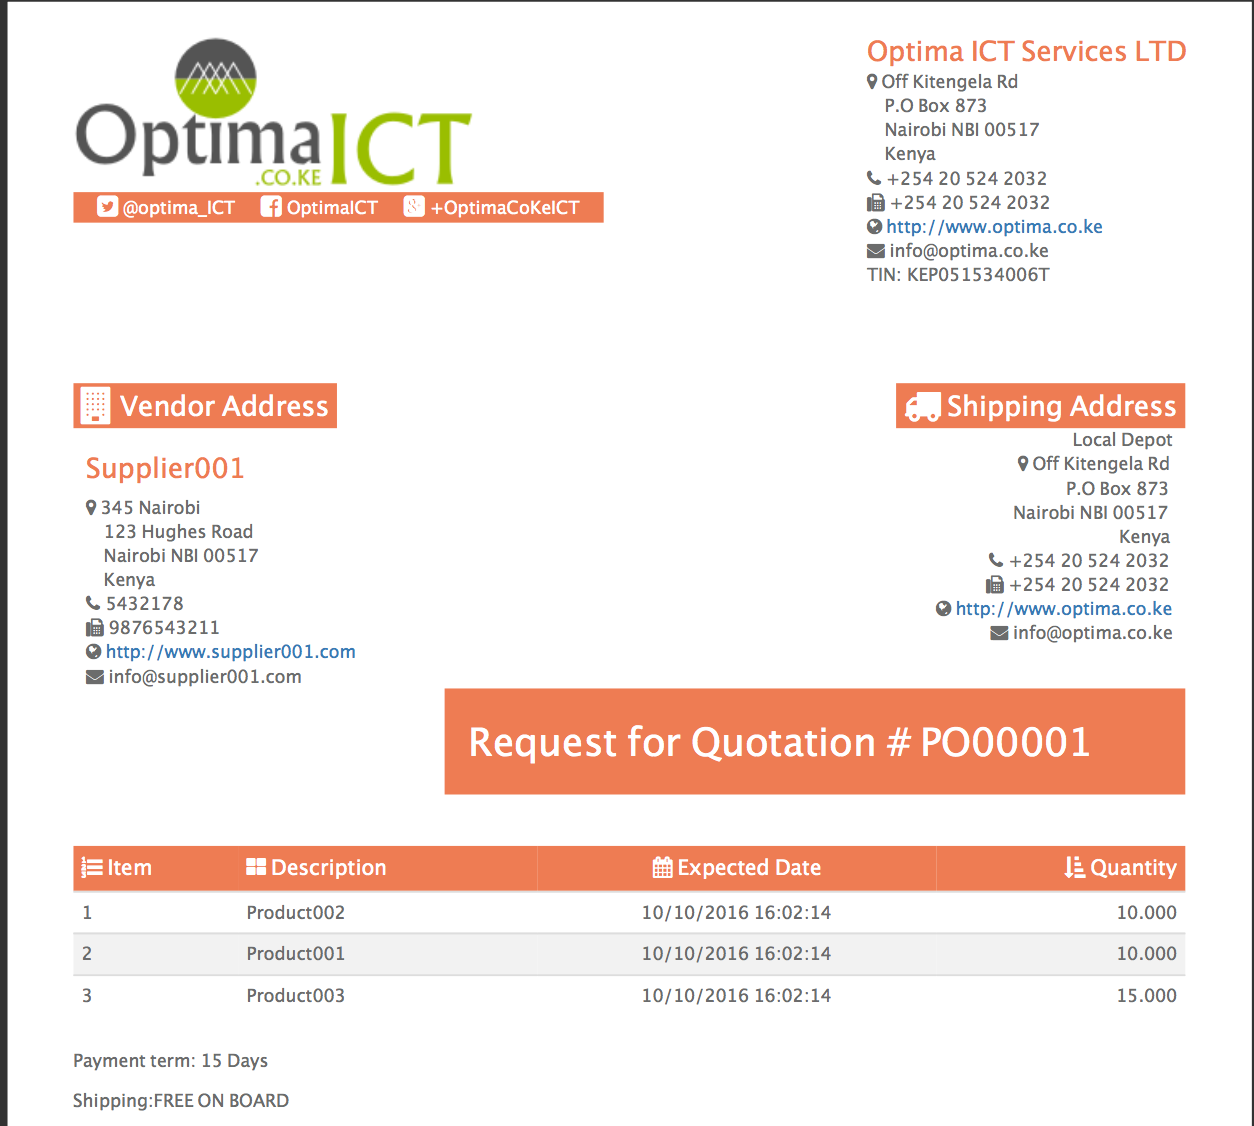 Optima ICT
.CO.KE
@optima_ICT OptimaICT +OptimaCoKeICT
Optima ICT Services LTD
Off Kitengela Rd
P.O Box 873
Nairobi NBI 00517
Kenya
+254 20 524 2032
+254 20 524 2032
http://www.optima.co.ke
info@optima.co.ke
TIN: KEP051534006T
Vendor Address
Supplier001
345 Nairobi
123 Hughes Road
Nairobi NBI 00517
Kenya
5432178
9876543211
http://www.supplier001.com
info@supplier001.com
Shipping Address
Local Depot
Off Kitengela Rd
P.O Box 873
Nairobi NBI 00517
Kenya
+254 20 524 2032
+254 20 524 2032
http://www.optima.co.ke
info@optima.co.ke
Request for Quotation # PO00001
Item Description Expected Date Quantity
1 Product002 10/10/2016 16:02:14 10.000
2 Product001 10/10/2016 16:02:14 10.000
3 Product003 10/10/2016 16:02:14 15.000
Payment term: 15 Days
Shipping:FREE ON BOARD